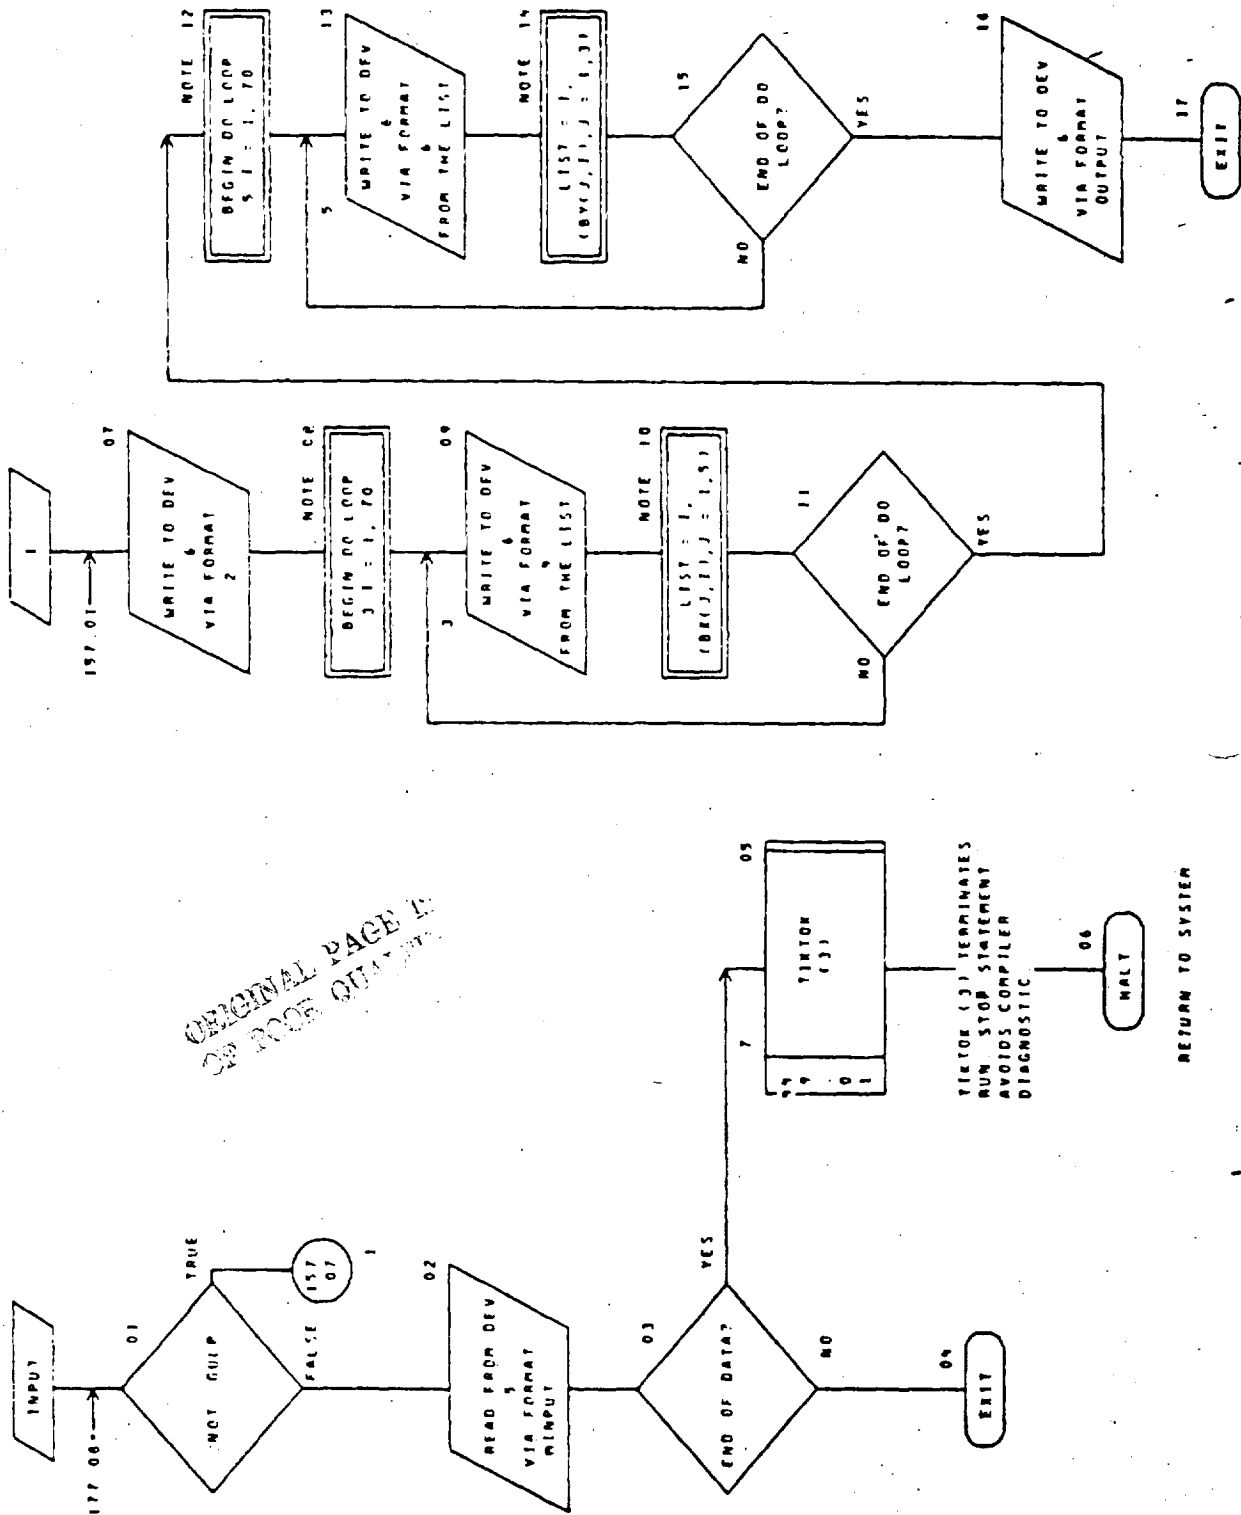 INPUT
177.08
01
NOT GULP
TRUE
157
07
1
FALSE
02
READ FROM DEV
5
VIA FORMAT
MINPUT
03
END OF DATA?
YES
NO
04
EXIT
7
05
TIKTOK
(3)
TIKTOK (3) TERMINATES
RUN. STOP STATEMENT
AVOIDS COMPILER
DIAGNOSTIC
06
HALT
RETURN TO SYSTEM
ORIGINAL PAGE
OF POOR
1
157.01
07
WRITE TO DEV
6
VIA FORMAT
2
NOTE 08
BEGIN DO LOOP
3 I = 1, 70
3
09
WRITE TO DEV
6
VIA FORMAT
4
FROM THE LIST
NOTE 10
LIST = I,
(BX(J,I),J = 1,5)
11
END OF DO
LOOP?
NO
YES
NOTE 12
BEGIN DO LOOP
5 I = 1, 70
5
13
WRITE TO DEV
6
VIA FORMAT
6
FROM THE LIST
NOTE 14
LIST = I,
(BY(J,I),J = 1,3)
15
END OF DO
LOOP?
NO
YES
16
WRITE TO DEV
6
VIA FORMAT
OUTPUT
17
EXIT